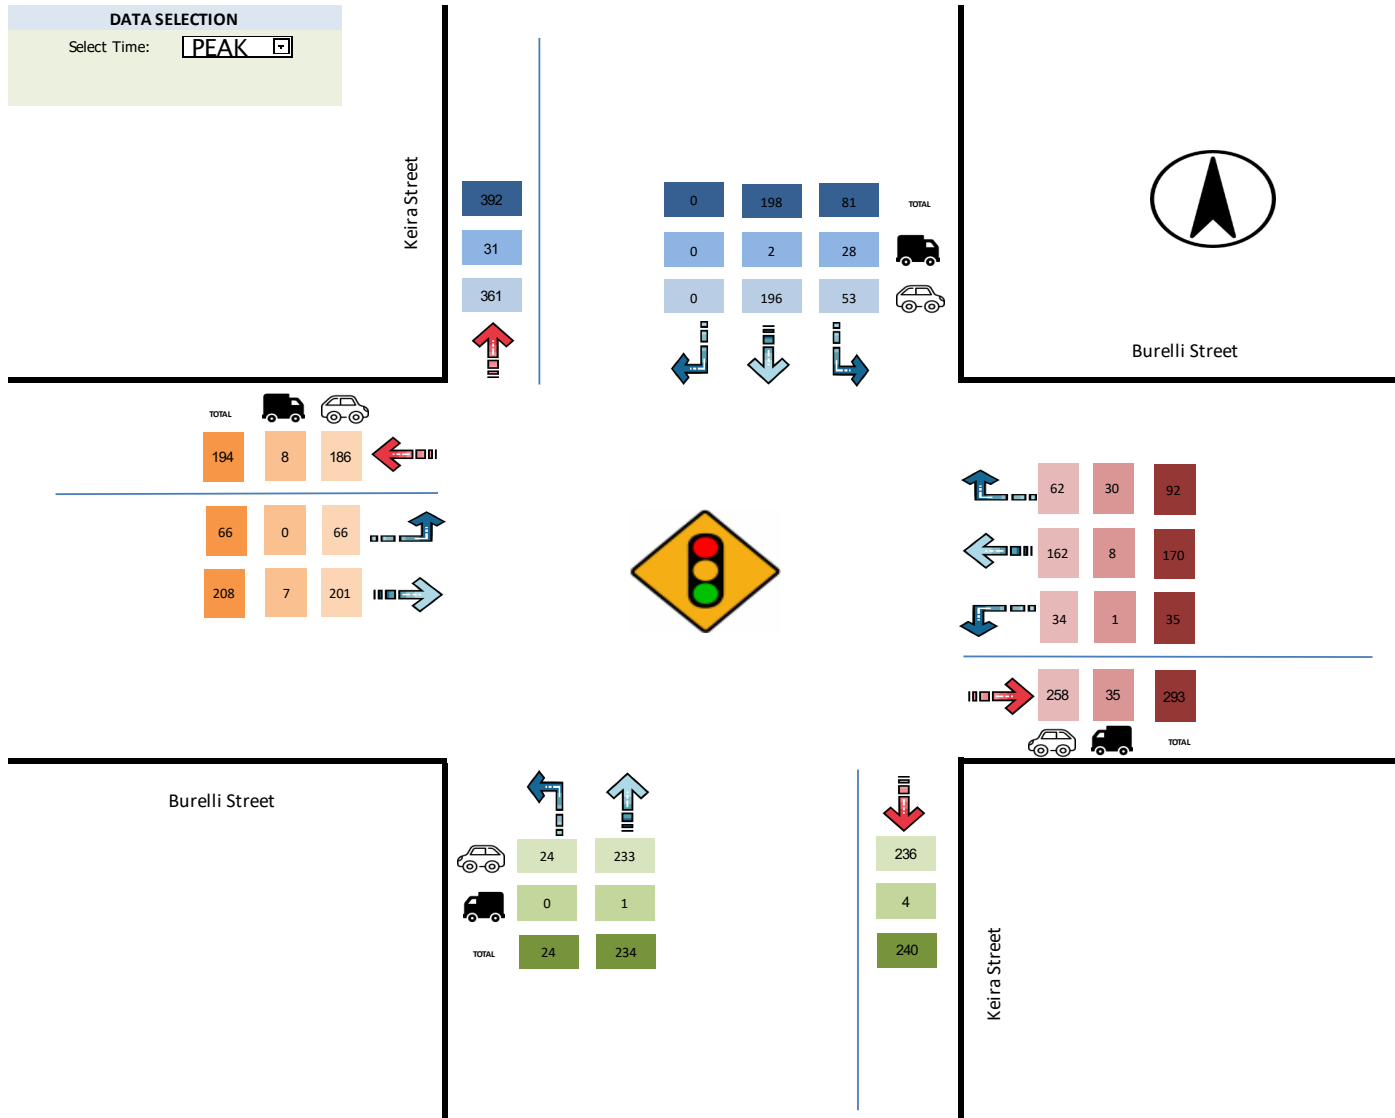 DATA SELECTION
Select Time: PEAK
Keira Street
392
0 198 81 TOTAL
31
0 2 28
361
0 196 53
Burelli Street
TOTAL
194 8 186
66 0 66
208 7 201
62 30 92
162 8 170
34 1 35
258 35 293
TOTAL
Burelli Street
24 233
0 1
TOTAL 24 234
236
4
240
Keira Street